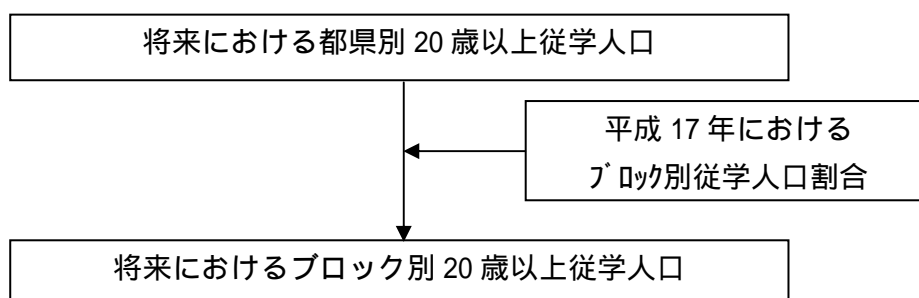 将来における都県別 20 歳以上従学人口
平成 17 年における
ﾌﾞﾛｯｸ別従学人口割合
将来におけるブロック別 20 歳以上従学人口